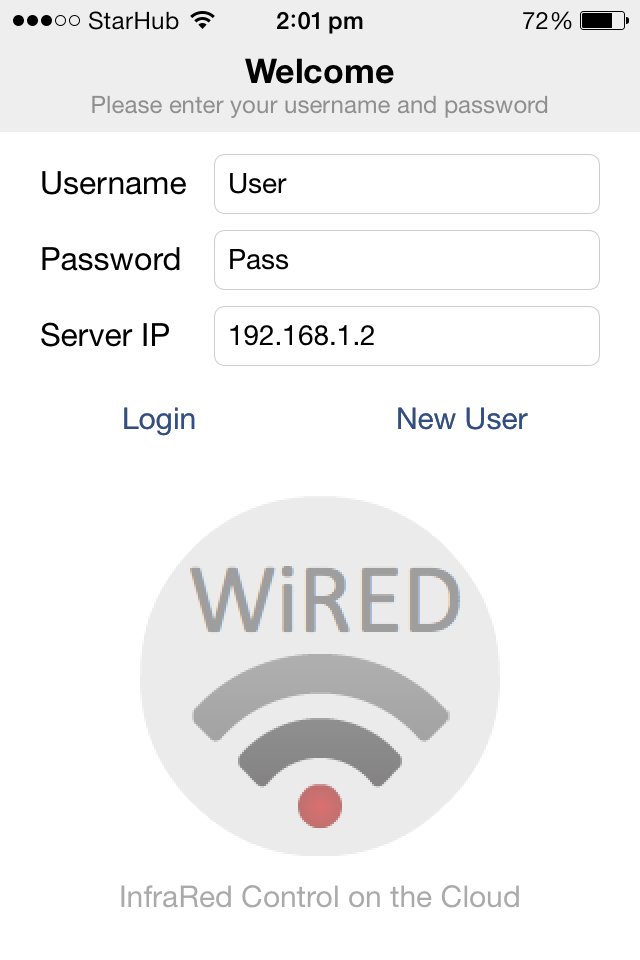 StarHub 2:01 pm 72%
Welcome
Please enter your username and password
Username User
Password Pass
Server IP 192.168.1.2
Login New User
WiRED
InfraRed Control on the Cloud